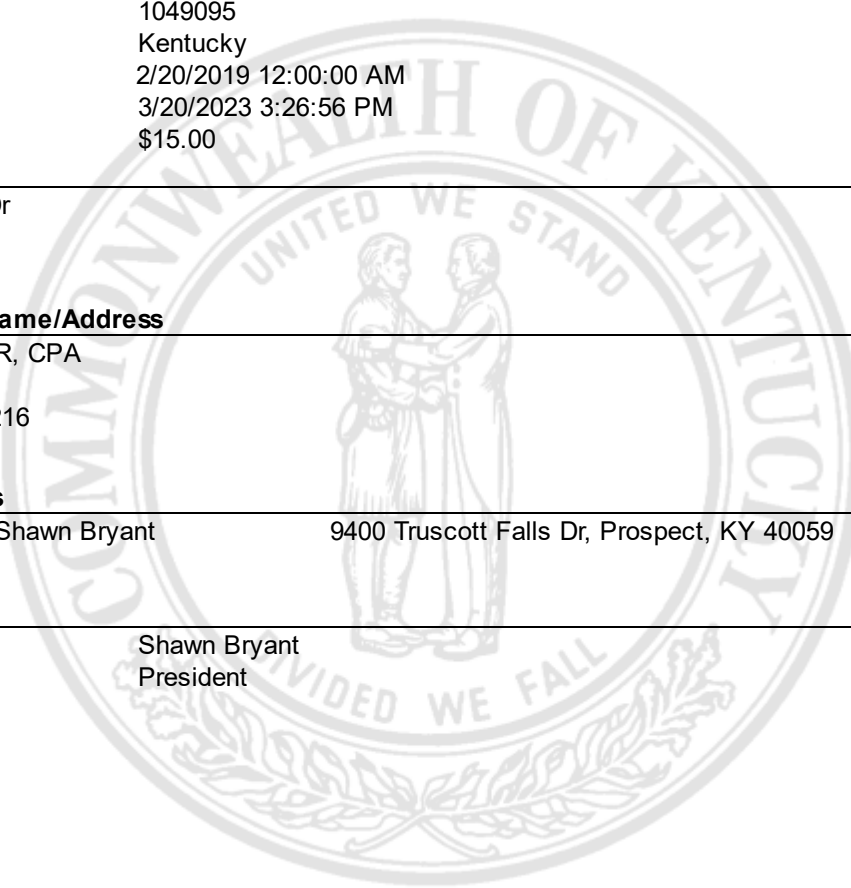 1049095
Kentucky
2/20/2019 12:00:00 AM
3/20/2023 3:26:56 PM
$15.00
r
ame/Address
R, CPA
216
s
Shawn Bryant 9400 Truscott Falls Dr, Prospect, KY 40059
Shawn Bryant
President
COMMONWEALTH OF KENTUCKY
UNITED WE STAND
DIVIDED WE FALL